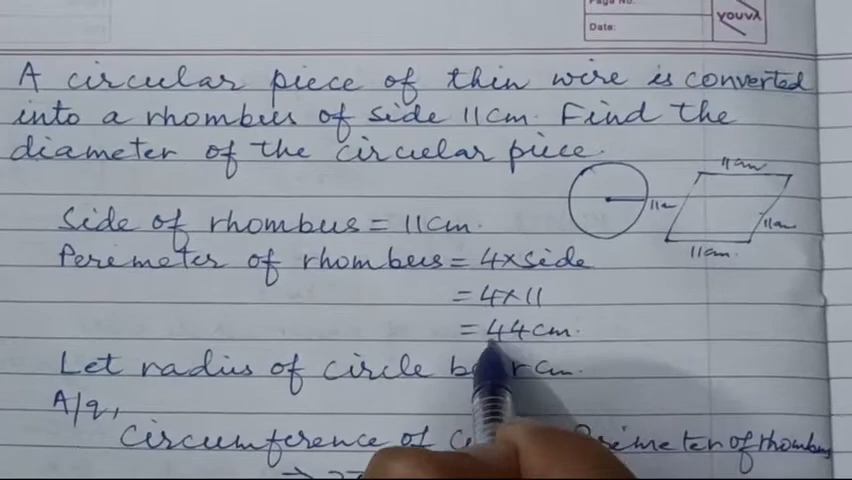 Page No.
Date:
YOUVA
A circular piece of thin wire is converted
into a rhombus of side 11cm. Find the
diameter of the circular piece.
11cm
11cm
11cm
11cm.
Side of rhombus = 11cm.
Perimeter of rhombus = 4×side
= 4×11
= 44cm.
Let radius of circle be r cm.
A/q,
Circumference of Perimeter of rhombus